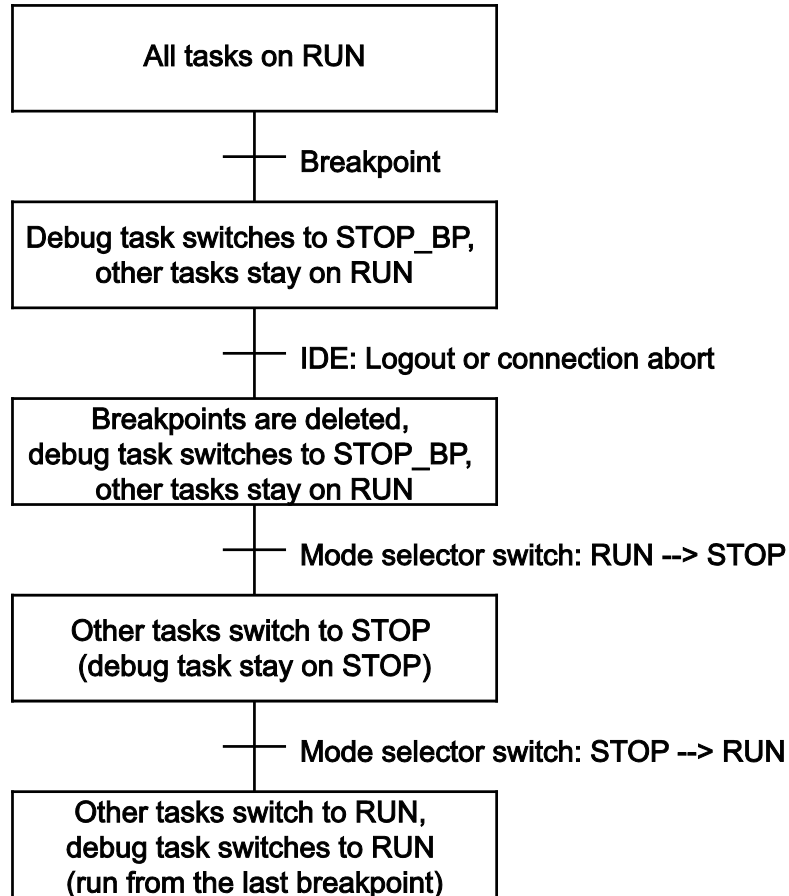 All tasks on RUN
Breakpoint
Debug task switches to STOP_BP,
other tasks stay on RUN
IDE: Logout or connection abort
Breakpoints are deleted,
debug task switches to STOP_BP,
other tasks stay on RUN
Mode selector switch: RUN --> STOP
Other tasks switch to STOP
(debug task stay on STOP)
Mode selector switch: STOP --> RUN
Other tasks switch to RUN,
debug task switches to RUN
(run from the last breakpoint)